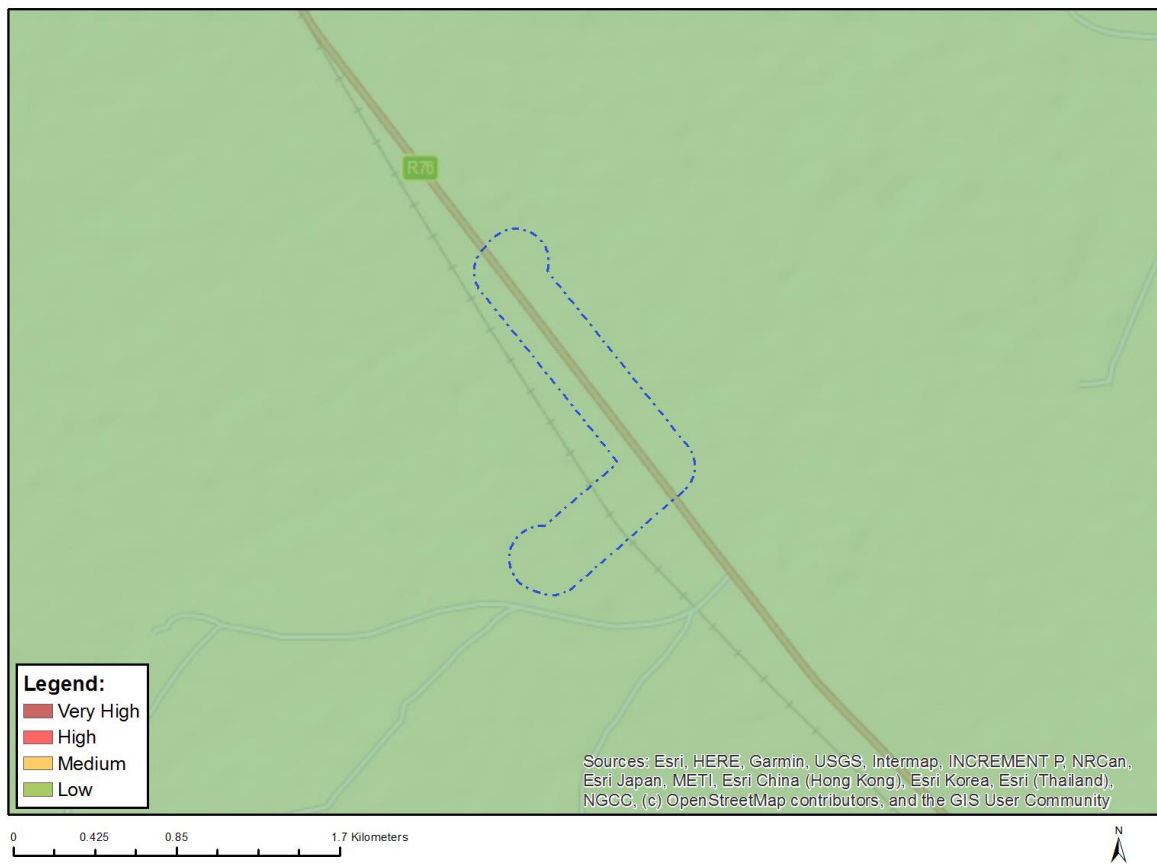 R76
Legend:
Very High
High
Medium
Low
Sources: Esri, HERE, Garmin, USGS, Intermap, INCREMENT P, NRCan,
Esri Japan, METI, Esri China (Hong Kong), Esri Korea, Esri (Thailand),
NGCC, (c) OpenStreetMap contributors, and the GIS User Community
0 0.425 0.85 1.7 Kilometers
N